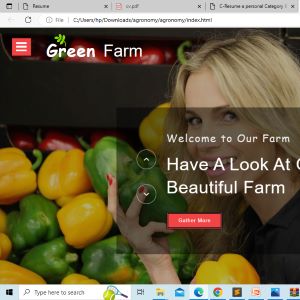 Resume
cv.pdf
C-Resume a personal Category
File
C:/Users/hp/Downloads/agronomy/agronomy/index.html
Green Farm
Welcome to Our Farm
Have A Look At
Beautiful Farm
Gather More
Type here to search